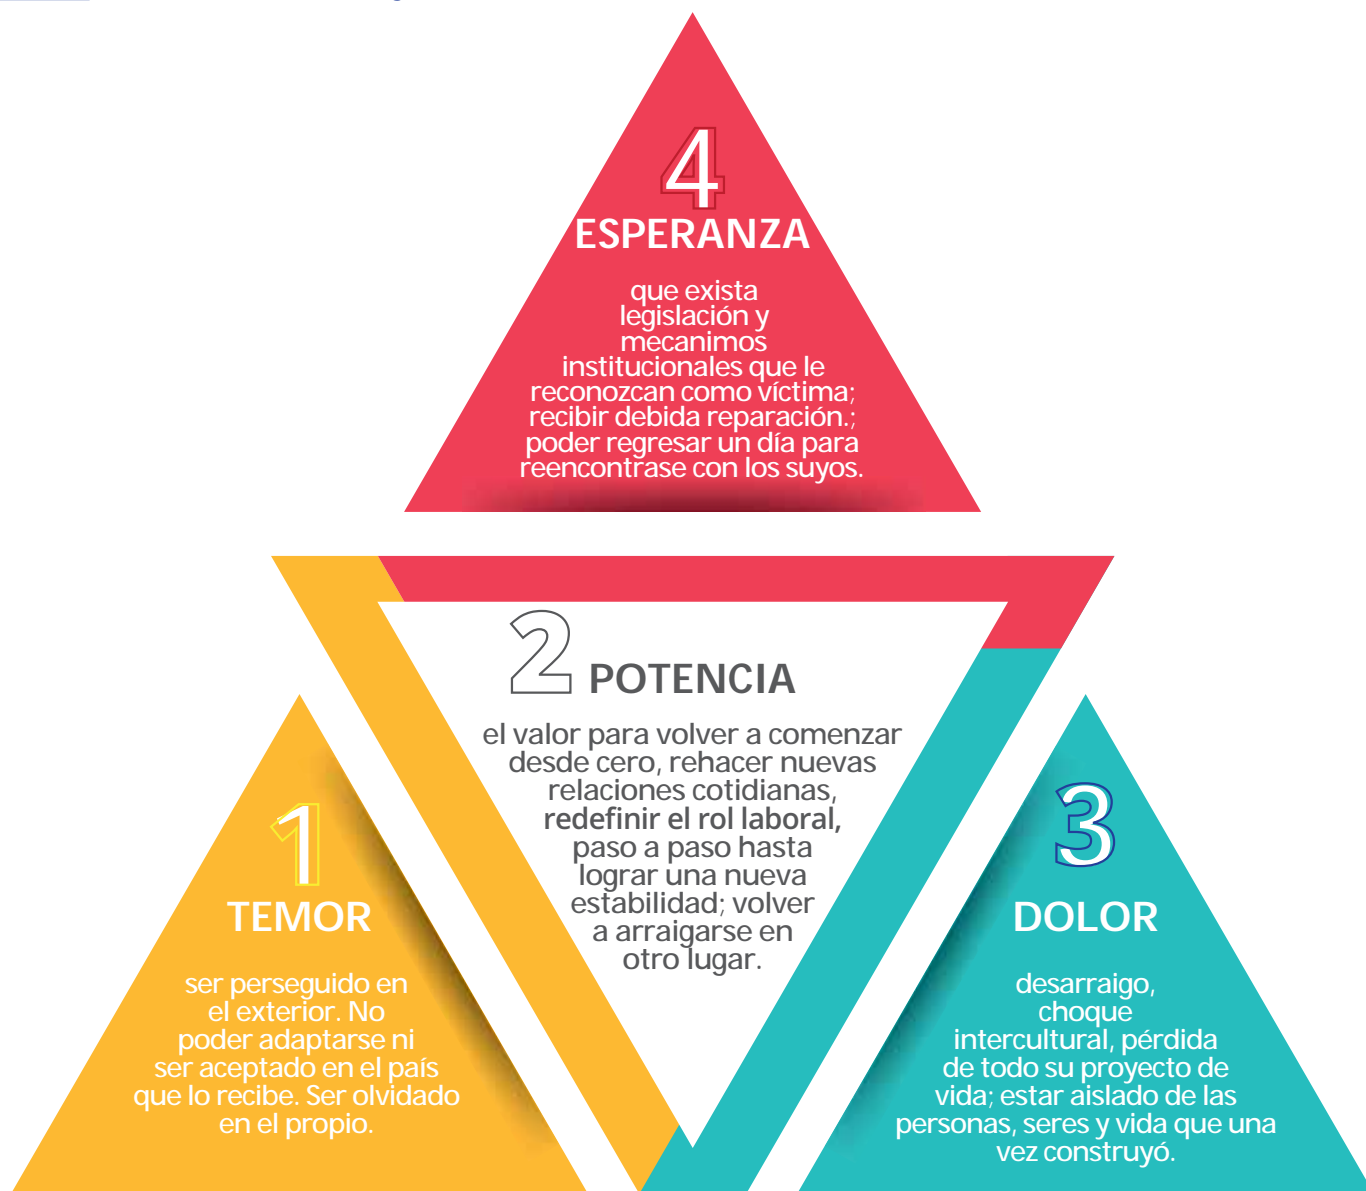 4
ESPERANZA
que exista
legislación y
mecanimos
institucionales que le
reconozcan como víctima;
recibir debida reparación.;
poder regresar un día para
reencontrase con los suyos.
2 POTENCIA
el valor para volver a comenzar
desde cero, rehacer nuevas
relaciones cotidianas,
redefinir el rol laboral,
paso a paso hasta
lograr una nueva
estabilidad; volver
a arraigarse en
otro lugar.
1
TEMOR
ser perseguido en
el exterior. No
poder adaptarse ni
ser aceptado en el país
que lo recibe. Ser olvidado
en el propio.
3
DOLOR
desarraigo,
choque
intercultural, pérdida
de todo su proyecto de
vida; estar aislado de las
personas, seres y vida que una
vez construyó.